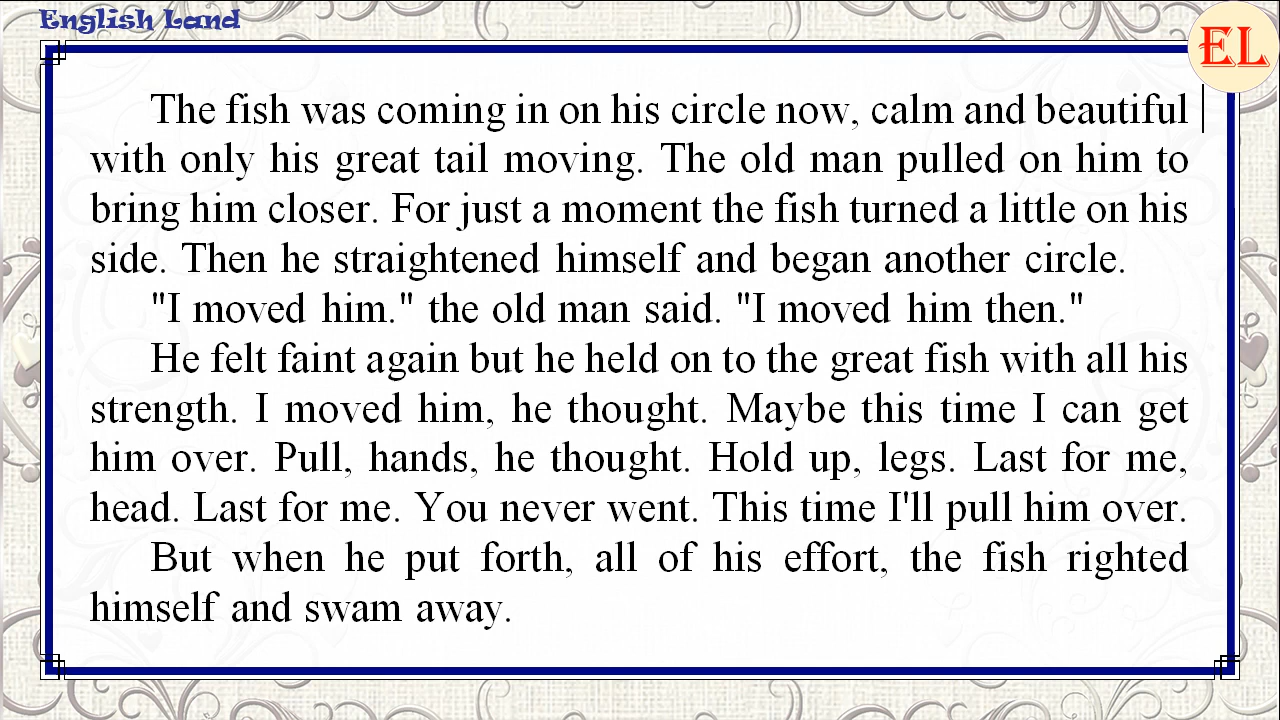 English Land
EL
The fish was coming in on his circle now, calm and beautiful
with only his great tail moving. The old man pulled on him to
bring him closer. For just a moment the fish turned a little on his
side. Then he straightened himself and began another circle.
"I moved him." the old man said. "I moved him then."
He felt faint again but he held on to the great fish with all his
strength. I moved him, he thought. Maybe this time I can get
him over. Pull, hands, he thought. Hold up, legs. Last for me,
head. Last for me. You never went. This time I'll pull him over.
But when he put forth, all of his effort, the fish righted
himself and swam away.